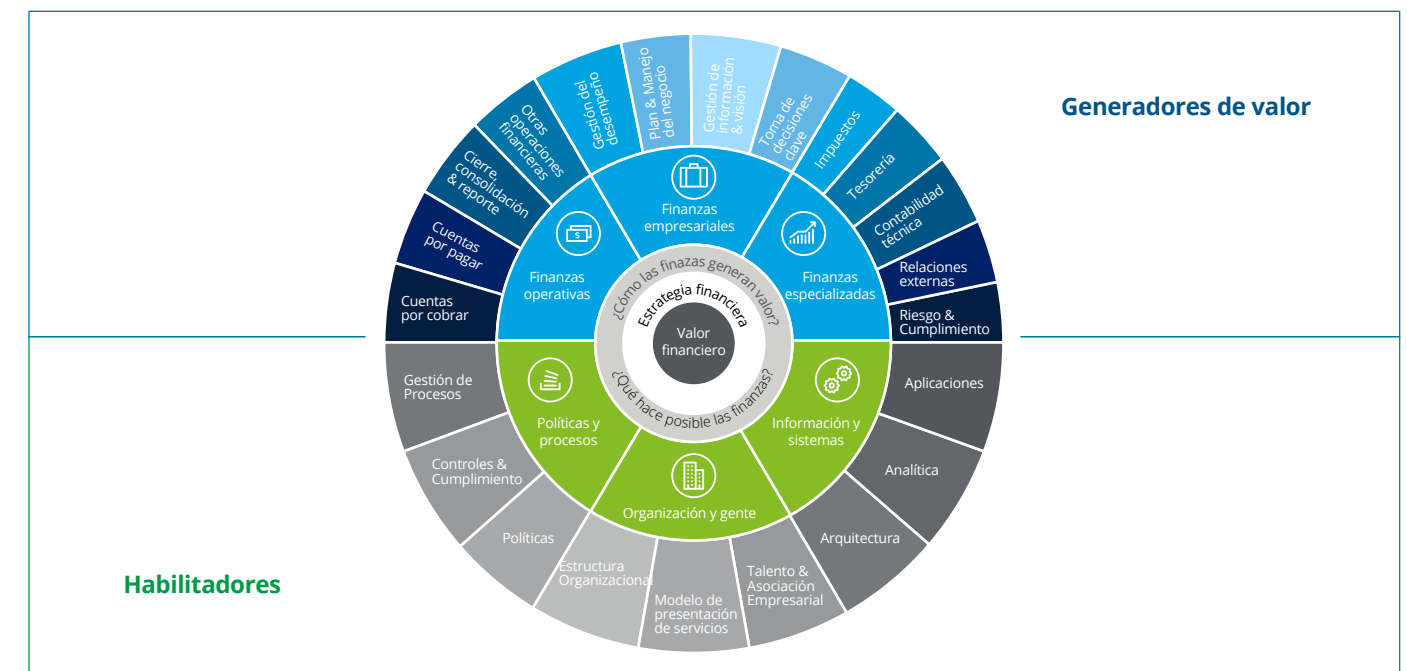 Generadores de valor
Gestión del
desempeño
Plan & Manejo
del negocio
Gestión de
información
& visión
Toma de
decisiones
clave
Impuestos
Tesorería
Contabilidad
técnica
Relaciones
externas
Riesgo &
Cumplimiento
Otras
operaciones
financieras
Cierre,
consolidación
& reporte
Cuentas
por pagar
Cuentas
por cobrar
Finanzas
empresariales
Finanzas
operativas
Finanzas
especializadas
¿Cómo las finazas generan valor?
Estrategia financiera
Valor
financiero
¿Qué hace posible las finanzas?
Políticas y
procesos
Información y
sistemas
Organización y gente
Gestión de
Procesos
Controles &
Cumplimiento
Políticas
Estructura
Organizacional
Modelo de
presentación
de servicios
Talento &
Asociación
Empresarial
Arquitectura
Analítica
Aplicaciones
Habilitadores